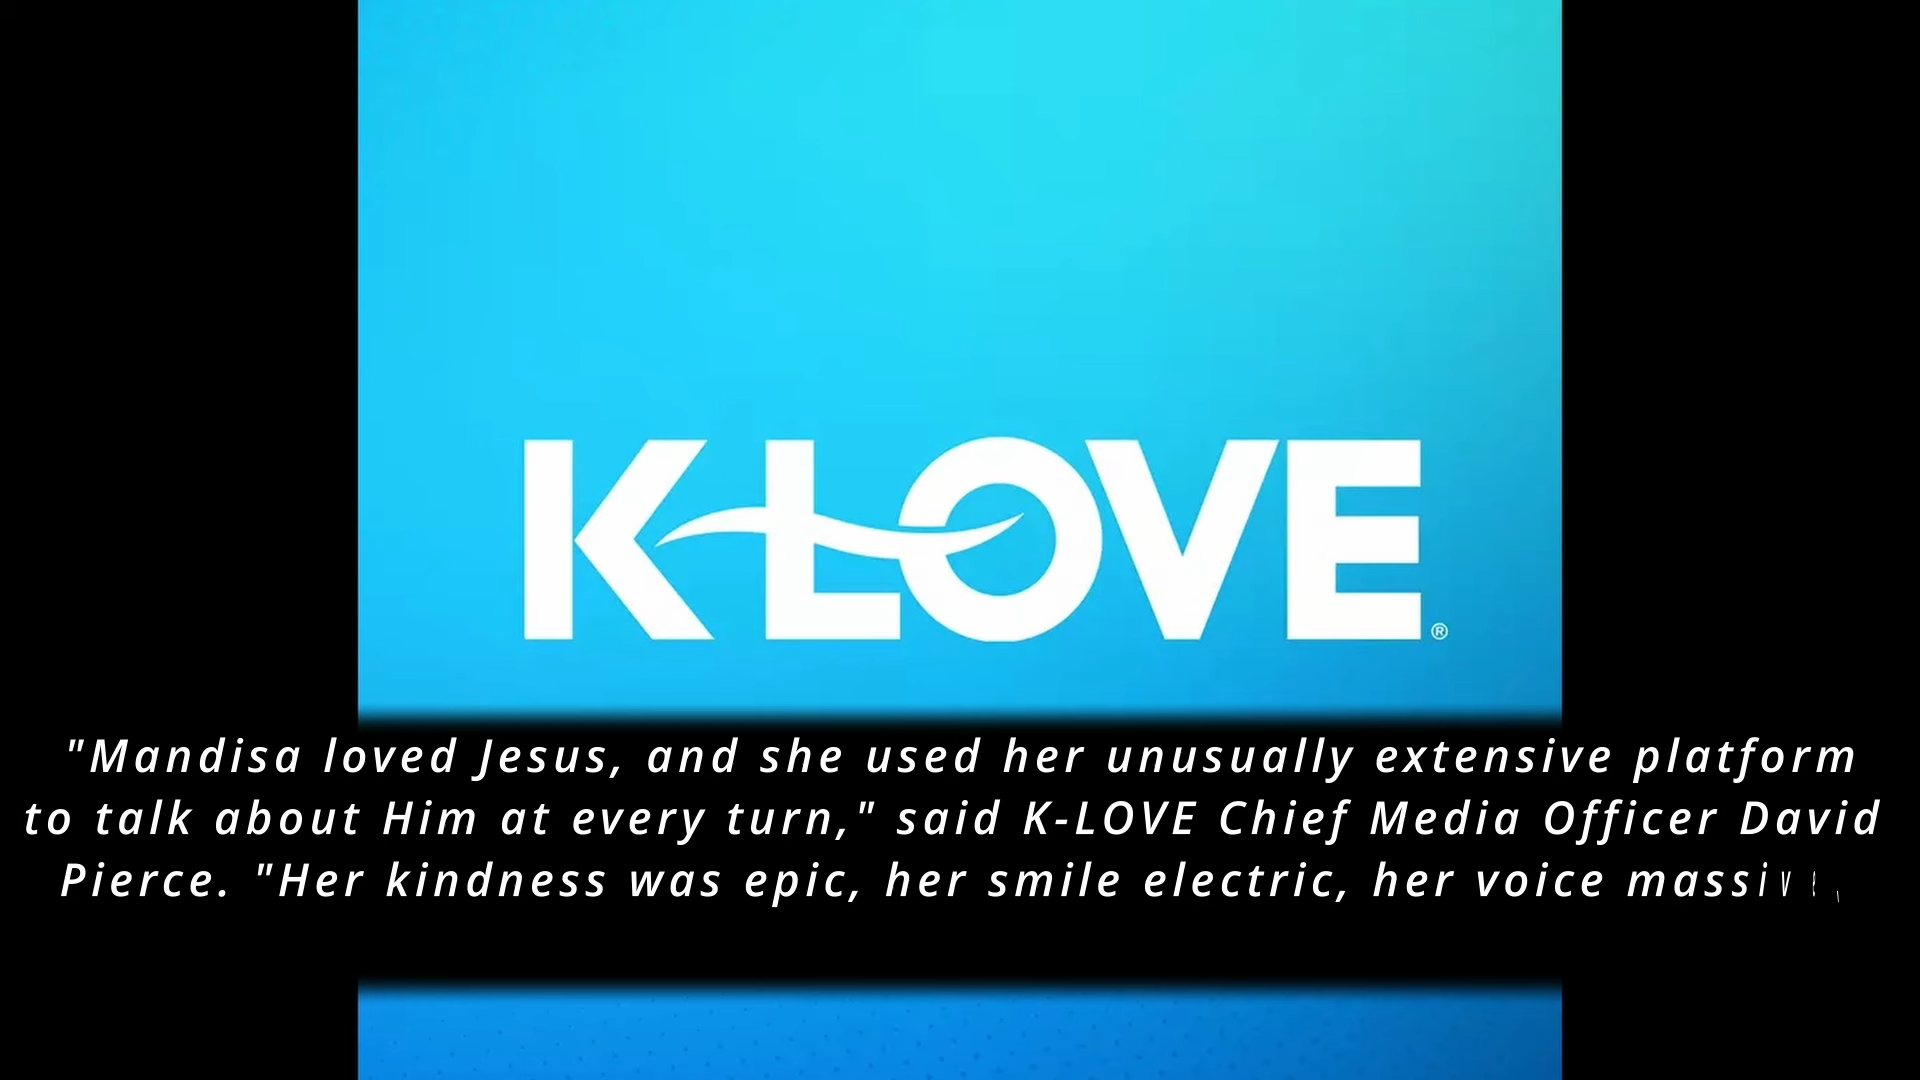 K-LOVE®
"Mandisa loved Jesus, and she used her unusually extensive platform
to talk about Him at every turn," said K-LOVE Chief Media Officer David
Pierce. "Her kindness was epic, her smile electric, her voice massive,